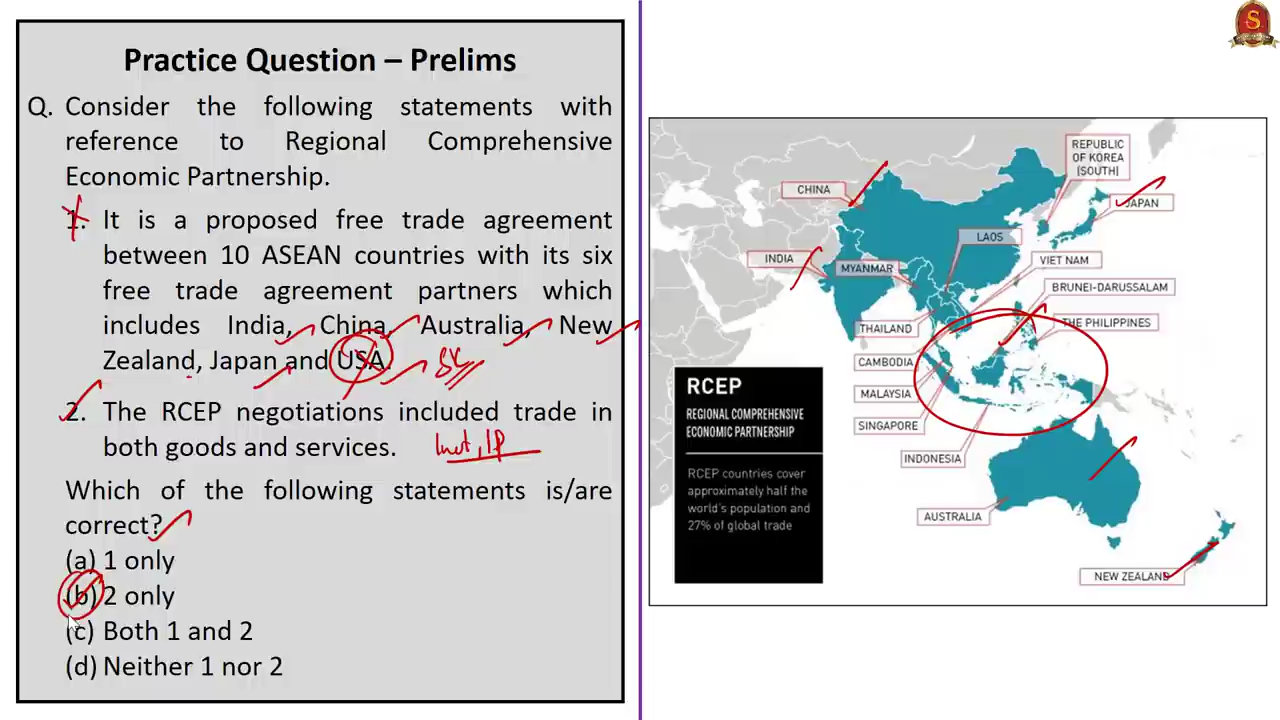 Practice Question – Prelims
Q. Consider the following statements with
reference to Regional Comprehensive
Economic Partnership.
1. It is a proposed free trade agreement
between 10 ASEAN countries with its six
free trade agreement partners which
includes India, China, Australia, New
Zealand, Japan and USA.
SK
2. The RCEP negotiations included trade in
both goods and services.
Which of the following statements is/are
correct?
(a) 1 only
(b) 2 only
(c) Both 1 and 2
(d) Neither 1 nor 2
S
REPUBLIC
OF KOREA
(SOUTH)
CHINA
JAPAN
LAOS
INDIA
MYANMAR
VIET NAM
BRUNEI-DARUSSALAM
THAILAND
THE PHILIPPINES
CAMBODIA
MALAYSIA
SINGAPORE
INDONESIA
AUSTRALIA
NEW ZEALAND
RCEP
REGIONAL COMPREHENSIVE
ECONOMIC PARTNERSHIP
RCEP countries cover
approximately half the
world's population and
27% of global trade